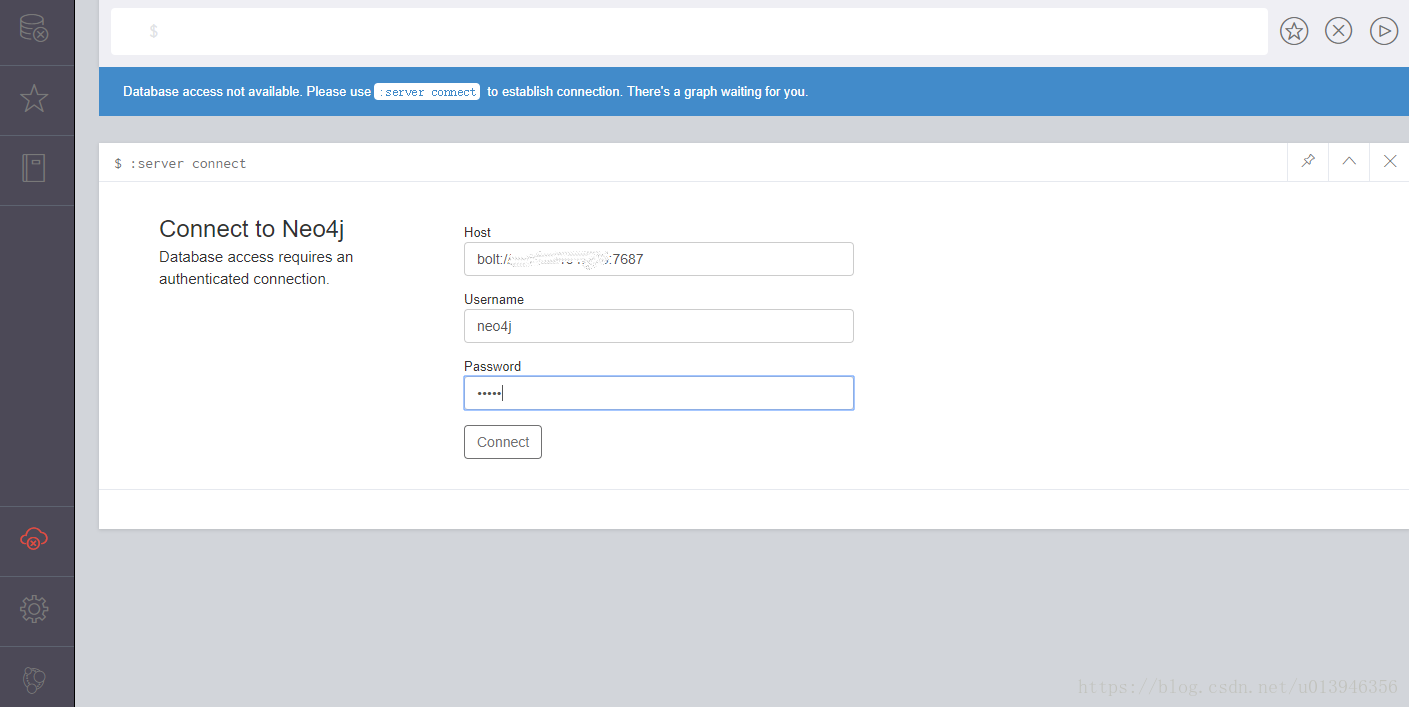 $
Database access not available. Please use :server connect to establish connection. There's a graph waiting for you.
$ :server connect
Connect to Neo4j
Database access requires an
authenticated connection.
Host
bolt:// :7687
Username
neo4j
Password
•••••
Connect
https://blog.csdn.net/u013946356